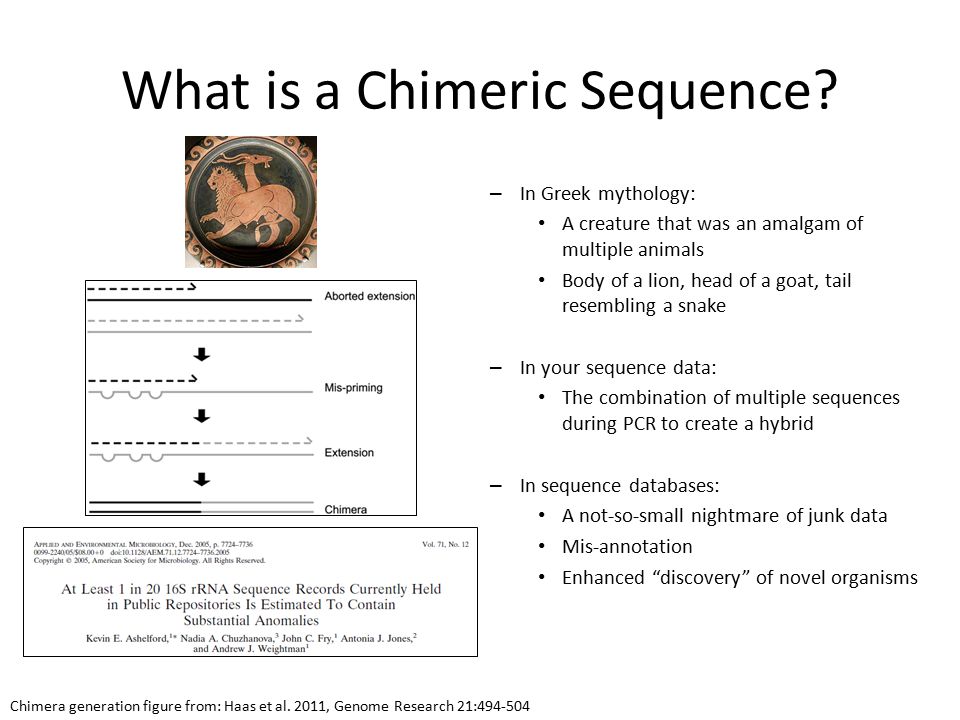 What is a Chimeric Sequence?
– In Greek mythology:
• A creature that was an amalgam of
multiple animals
• Body of a lion, head of a goat, tail
resembling a snake
– In your sequence data:
• The combination of multiple sequences
during PCR to create a hybrid
– In sequence databases:
• A not-so-small nightmare of junk data
• Mis-annotation
• Enhanced “discovery” of novel organisms
Aborted extension
Mis-priming
Extension
Chimera
APPLIED AND ENVIRONMENTAL MICROBIOLOGY, Dec. 2005, p. 7724–7736 Vol. 71, No. 12
0099-2240/05/$08.00+0 doi:10.1128/AEM.71.12.7724–7736.2005
Copyright © 2005, American Society for Microbiology. All Rights Reserved.
At Least 1 in 20 16S rRNA Sequence Records Currently Held
in Public Repositories Is Estimated To Contain
Substantial Anomalies
Kevin E. Ashelford,1* Nadia A. Chuzhanova,3 John C. Fry,1 Antonia J. Jones,2
and Andrew J. Weightman1
Chimera generation figure from: Haas et al. 2011, Genome Research 21:494-504